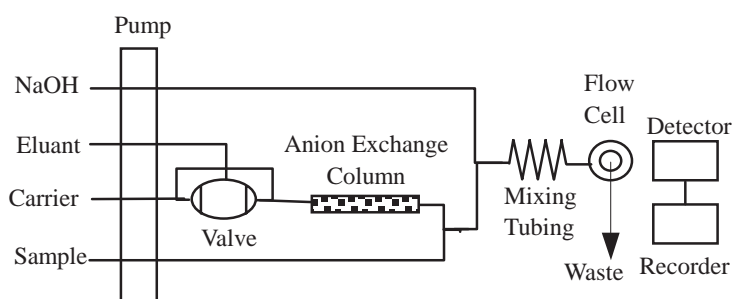 Pump
NaOH
Eluant
Carrier
Sample
Valve
Anion Exchange
Column
Mixing
Tubing
Flow
Cell
Waste
Detector
Recorder